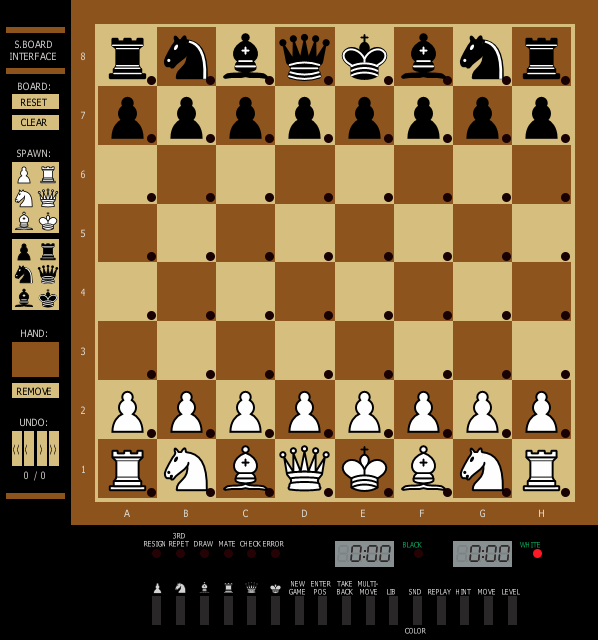 S.BOARD
INTERFACE
BOARD:
RESET
CLEAR
SPAWN:
HAND:
REMOVE
UNDO:
0 / 0
8
7
6
5
4
3
2
1
A B C D E F G H
RESIGN 3RD REPET DRAW MATE CHECK ERROR
0:00 BLACK 0:00 WHITE
NEW GAME ENTER POS TAKE BACK MULTI-MOVE LIB SND REPLAY HINT MOVE LEVEL
COLOR